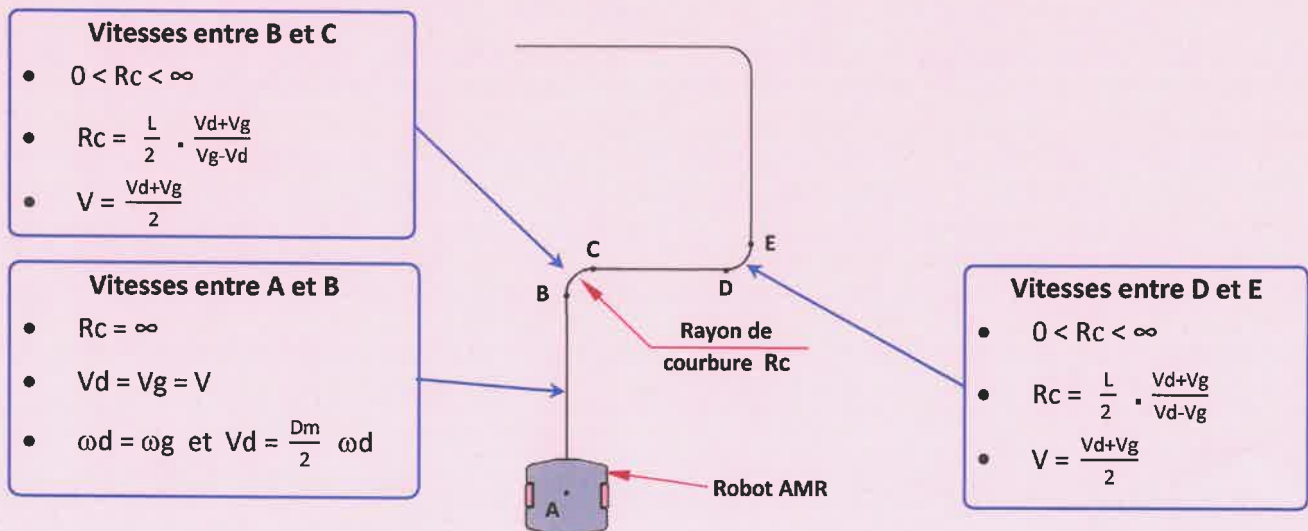 Vitesses entre B et C
• 0 < Rc < ∞
• Rc = L/2 . (Vd+Vg)/(Vg-Vd)
• V = (Vd+Vg)/2
Vitesses entre A et B
• Rc = ∞
• Vd = Vg = V
• ωd = ωg et Vd = Dm/2 ωd
C
B
E
D
Rayon de
courbure Rc
A
Robot AMR
Vitesses entre D et E
• 0 < Rc < ∞
• Rc = L/2 . (Vd+Vg)/(Vd-Vg)
• V = (Vd+Vg)/2